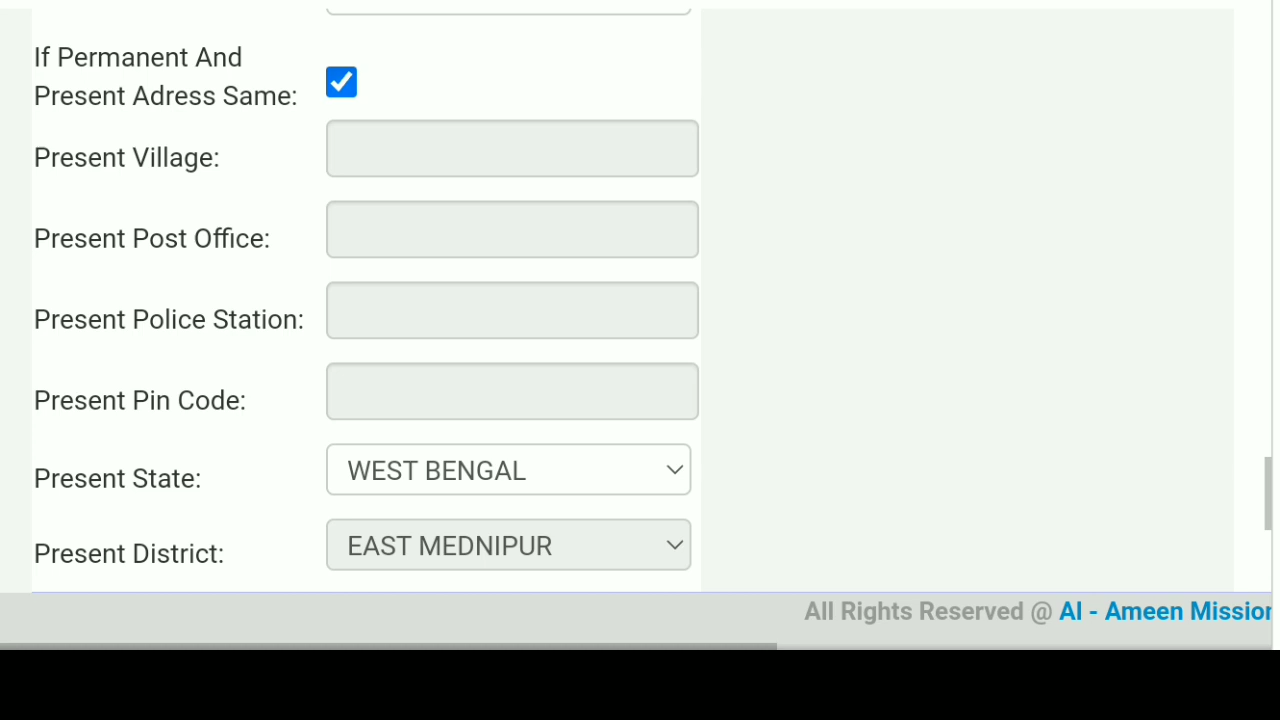 If Permanent And
Present Adress Same:
Present Village:
Present Post Office:
Present Police Station:
Present Pin Code:
Present State: WEST BENGAL
Present District: EAST MEDNIPUR
All Rights Reserved @ Al - Ameen Mission